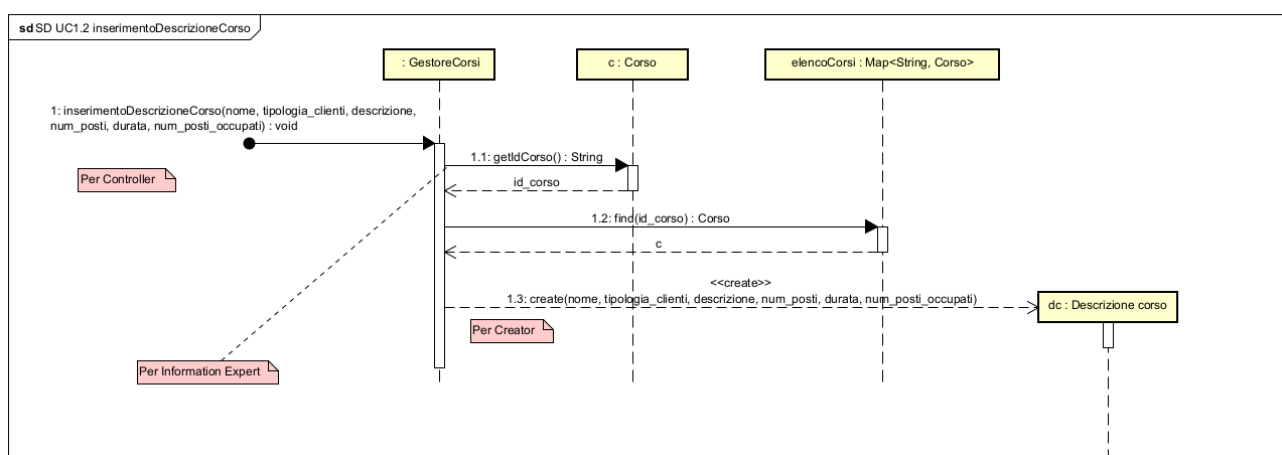 sd SD UC1.2 inserimentoDescrizioneCorso
: GestoreCorsi
c : Corso
elencoCorsi : Map<String, Corso>
1: inserimentoDescrizioneCorso(nome, tipologia_clienti, descrizione,
num_posti, durata, num_posti_occupati) : void
1.1: getIdCorso() : String
Per Controller
id_corso
1.2: find(id_corso) : Corso
c
<<create>>
1.3: create(nome, tipologia_clienti, descrizione, num_posti, durata, num_posti_occupati)
dc : Descrizione corso
Per Creator
Per Information Expert